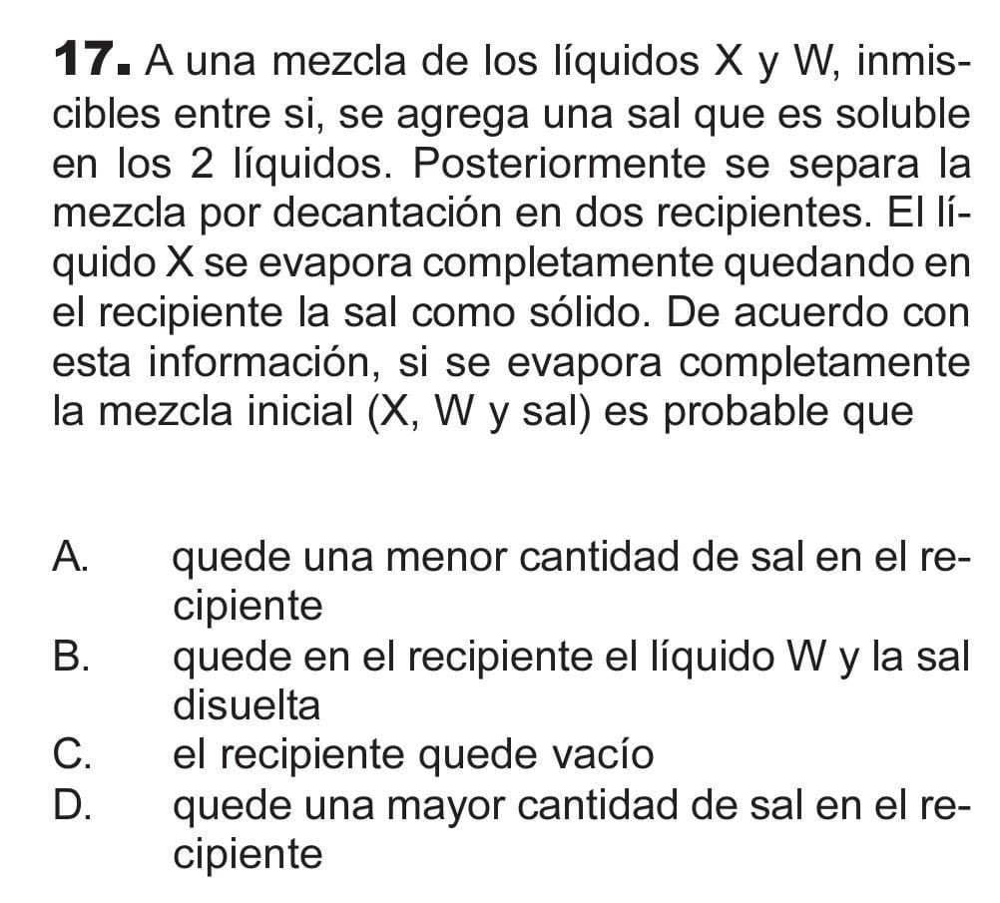 17. A una mezcla de los líquidos X y W, inmis-
cibles entre si, se agrega una sal que es soluble
en los 2 líquidos. Posteriormente se separa la
mezcla por decantación en dos recipientes. El lí-
quido X se evapora completamente quedando en
el recipiente la sal como sólido. De acuerdo con
esta información, si se evapora completamente
la mezcla inicial (X, W y sal) es probable que
A. quede una menor cantidad de sal en el re-
cipiente
B. quede en el recipiente el líquido W y la sal
disuelta
C. el recipiente quede vacío
D. quede una mayor cantidad de sal en el re-
cipiente